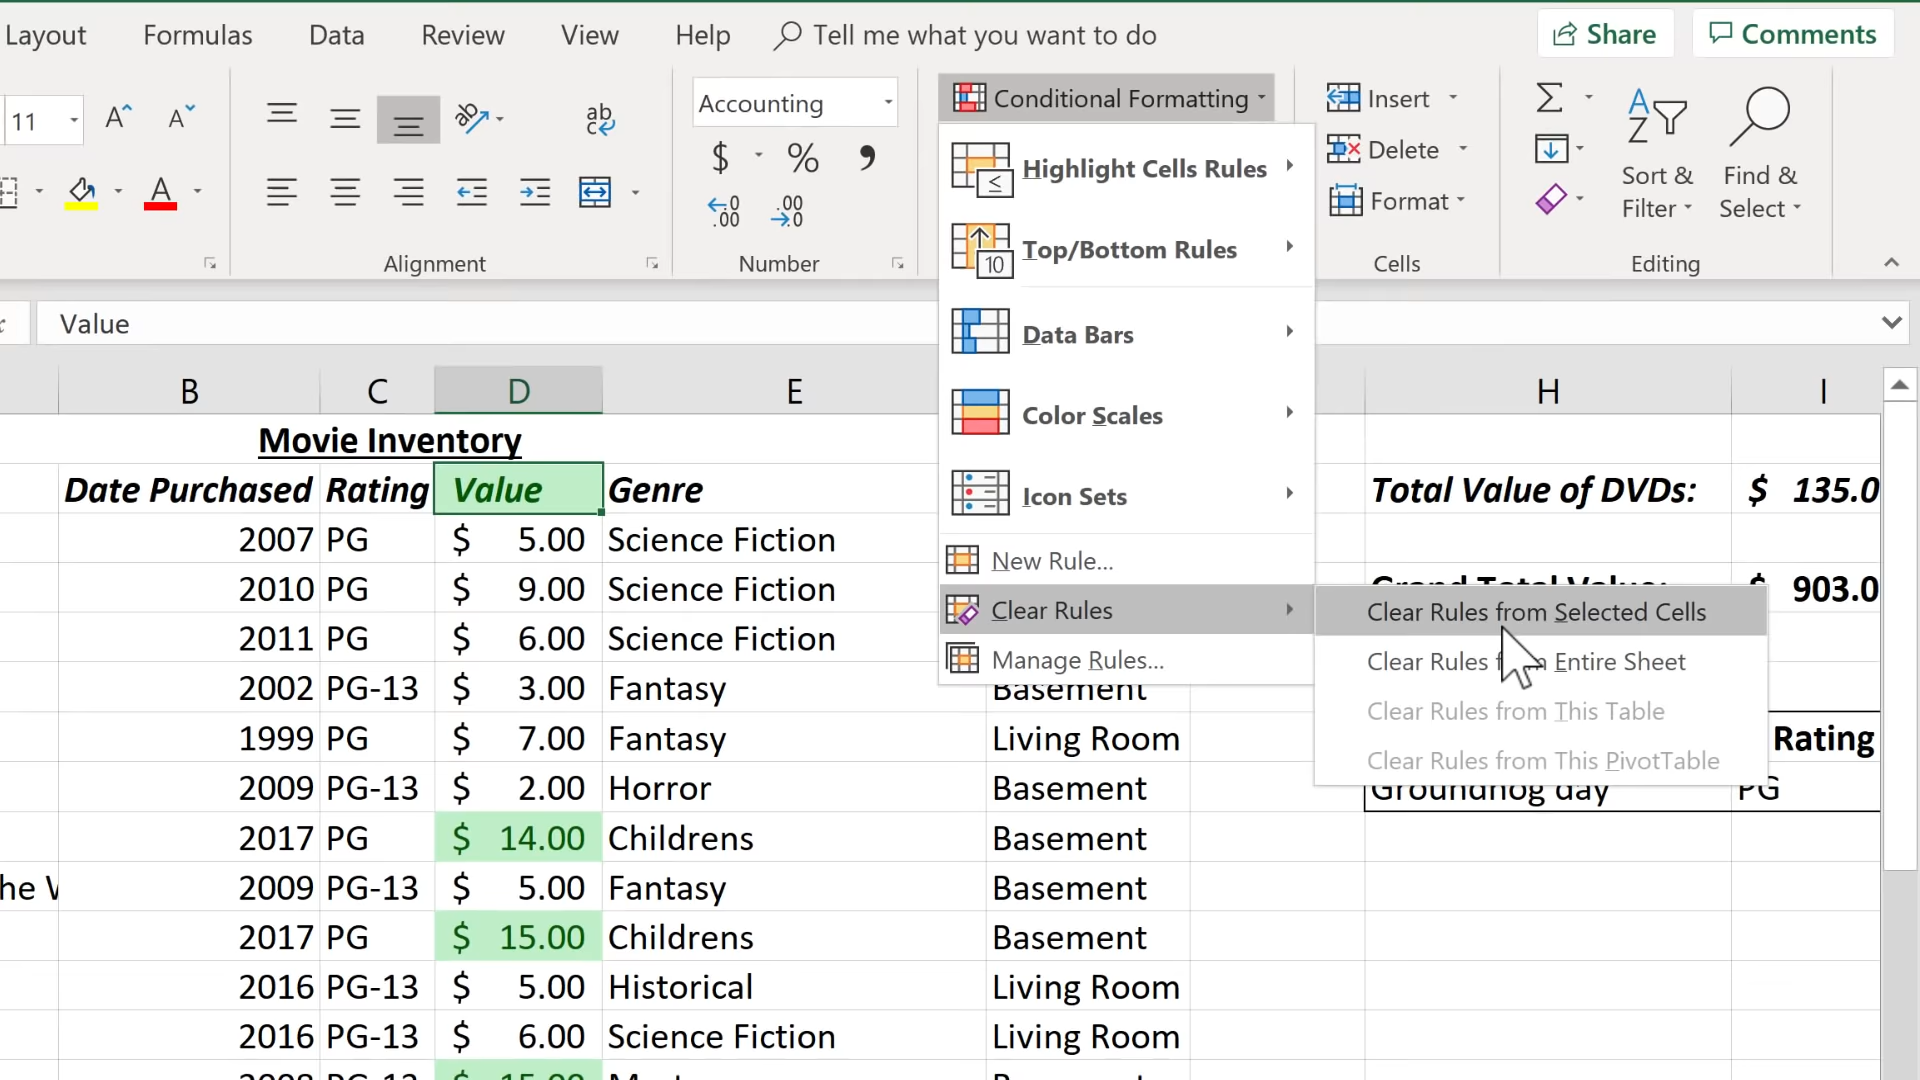 Layout Formulas Data Review View Help Tell me what you want to do Share Comments
11 Accounting Conditional Formatting Insert
$ % Delete
Format
Sort & Filter Find & Select
Alignment Number Cells Editing
Highlight Cells Rules
Top/Bottom Rules
Data Bars
Color Scales
Icon Sets
New Rule...
Clear Rules
Manage Rules...
Clear Rules from Selected Cells
Clear Rules from Entire Sheet
Clear Rules from This Table
Clear Rules from This PivotTable
Value
B C D E H I
Movie Inventory
Date Purchased Rating Value Genre Total Value of DVDs: $ 135.0
2007 PG $ 5.00 Science Fiction
2010 PG $ 9.00 Science Fiction Grand Total Value: $ 903.0
2011 PG $ 6.00 Science Fiction
2002 PG-13 $ 3.00 Fantasy Basement
1999 PG $ 7.00 Fantasy Living Room Rating
2009 PG-13 $ 2.00 Horror Basement Groundhog day PG
2017 PG $ 14.00 Childrens Basement
he 2009 PG-13 $ 5.00 Fantasy Basement
2017 PG $ 15.00 Childrens Basement
2016 PG-13 $ 5.00 Historical Living Room
2016 PG-13 $ 6.00 Science Fiction Living Room
$ 15.00